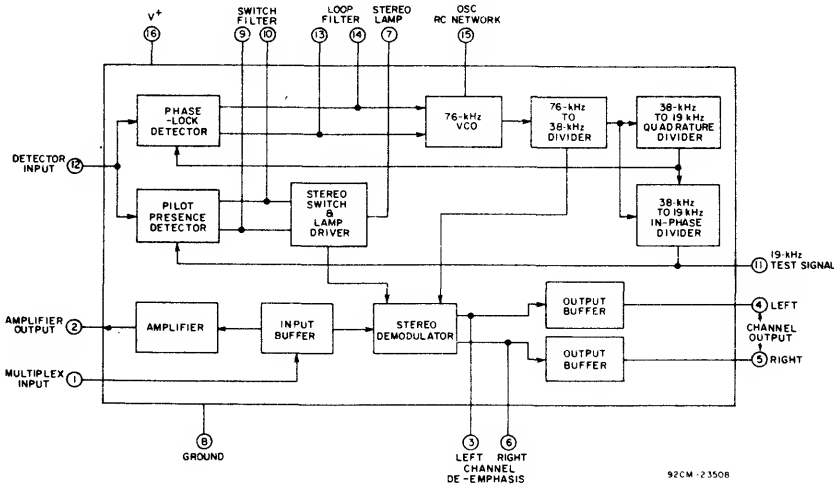 V+
16
SWITCH
FILTER
9
10
LOOP
FILTER
13
14
STEREO
LAMP
7
OSC
RC NETWORK
15
PHASE
-LOCK
DETECTOR
76-kHz
VCO
76-kHz
TO
38-kHz
DIVIDER
38-kHz
TO 19 kHz
QUADRATURE
DIVIDER
DETECTOR
INPUT
12
PILOT
PRESENCE
DETECTOR
STEREO
SWITCH
&
LAMP
DRIVER
38-kHz
TO 19 kHz
IN-PHASE
DIVIDER
11
19-kHz
TEST SIGNAL
AMPLIFIER
OUTPUT
2
AMPLIFIER
INPUT
BUFFER
STEREO
DEMODULATOR
OUTPUT
BUFFER
4 LEFT
CHANNEL
OUTPUT
OUTPUT
BUFFER
5 RIGHT
MULTIPLEX
INPUT
1
8
GROUND
3
6
LEFT RIGHT
CHANNEL
DE-EMPHASIS
92CM-23508